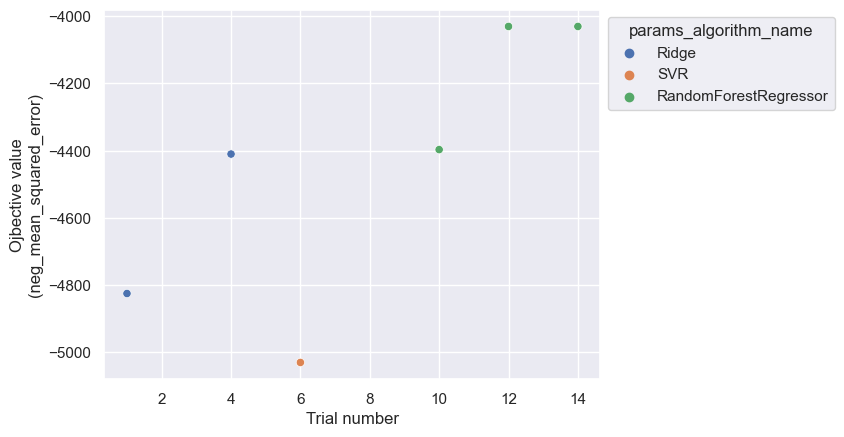 −4000
−4200
−4400
−4600
−4800
−5000
Ojbective value
(neg_mean_squared_error)
2
4
6
8
10
12
14
Trial number
params_algorithm_name
Ridge
SVR
RandomForestRegressor